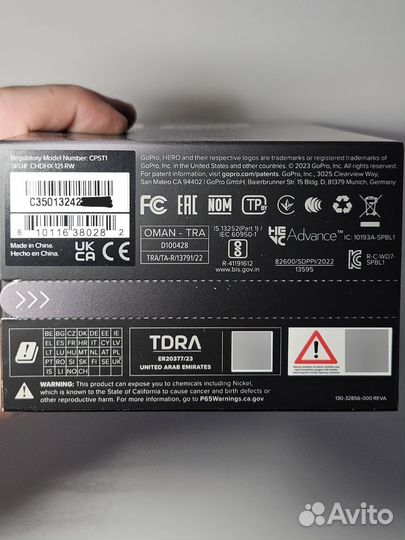 Regulatory Model Number: CPST1
SKU#: CHDHX-121-RW
C35013242
8 10116 38028 2
Made in China.
Hecho en China.
UK
CA
GoPro, HERO and their respective logos are trademarks or registered trademarks of
GoPro, Inc. in the United States and other countries. © 2023 GoPro, Inc. All rights reserved.
For patent information, visit gopro.com/patents. GoPro, Inc., 3025 Clearview Way,
San Mateo CA 94402 | GoPro GmbH, Baierbrunner Str. 15 Bldg. D, 81379 Munich, Germany
FC
EAC
NOM
OMAN - TRA
D100428
TRA/TA-R/13791/22
IS 13252(Part 1) /
IEC 60950-1
R-41191612
www.bis.gov.in
HEVC Advance™
IC: 10193A-SPBL1
82600/SDPPI/2022
13595
R-C-WD7-
SPBL1
BE BG CZ DK DE EE IE
EL ES FR IT CY LV
LT LU HU MT NL AT PL
PT RO SI SK FI SE UK
IS LI NO CH
TDRA
ER20377/23
UNITED ARAB EMIRATES
WARNING: This product can expose you to chemicals including Nickel,
which is known to the State of California to cause cancer and birth defects or
other reproductive harm. For more information, go to P65Warnings.ca.gov.
130-32856-000 REVA
Avito